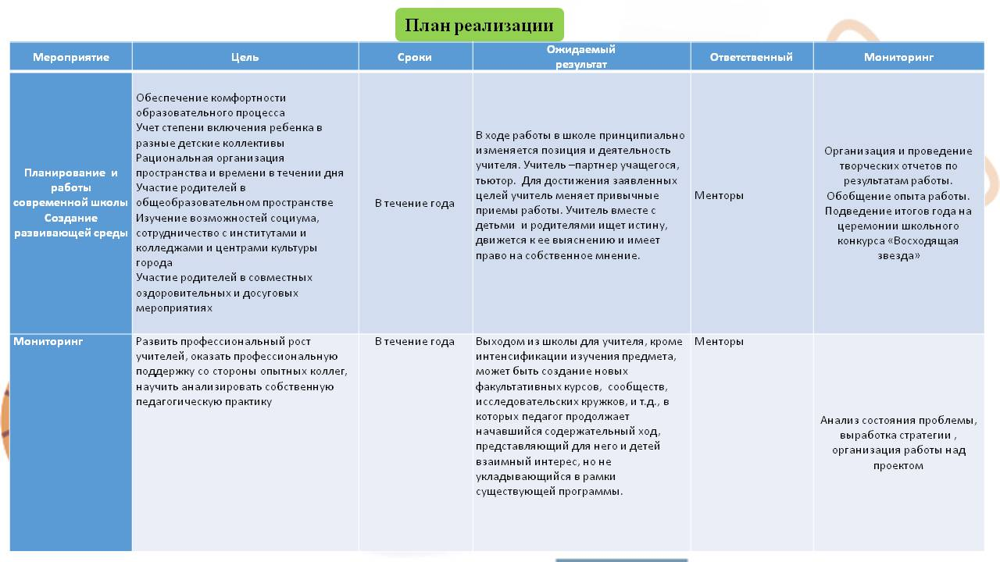 План реализации
Мероприятие
Цель
Сроки
Ожидаемый
результат
Ответственный
Мониторинг
Планирование и
работы
современной школы
Создание
развивающей среды
Обеспечение комфортности
образовательного процесса
Учет степени включения ребенка в
разные детские коллективы
Рациональная организация
пространства и времени в течении дня
Участие родителей в
общеобразовательном пространстве
Изучение возможностей социума,
сотрудничество с институтами и
колледжами и центрами культуры
города
Участие родителей в совместных
оздоровительных и досуговых
мероприятиях
В течение года
В ходе работы в школе принципиально
изменяется позиция и деятельность
учителя. Учитель –партнер учащегося,
тьютор. Для достижения заявленных
целей учитель меняет привычные
приемы работы. Учитель вместе с
детьми и родителями ищет истину,
движется к ее выяснению и имеет
право на собственное мнение.
Менторы
Организация и проведение
творческих отчетов по
результатам работы.
Обобщение опыта работы.
Подведение итогов года на
церемонии школьного
конкурса «Восходящая
звезда»
Мониторинг
Развить профессиональный рост
учителей, оказать профессиональную
поддержку со стороны опытных коллег,
научить анализировать собственную
педагогическую практику
В течение года
Выходом из школы для учителя, кроме
интенсификации изучения предмета,
может быть создание новых
факультативных курсов, сообществ,
исследовательских кружков, и т.д., в
которых педагог продолжает
начавшийся содержательный ход,
представляющий для него и детей
взаимный интерес, но не
укладывающийся в рамки
существующей программы.
Менторы
Анализ состояния проблемы,
выработка стратегии ,
организация работы над
проектом